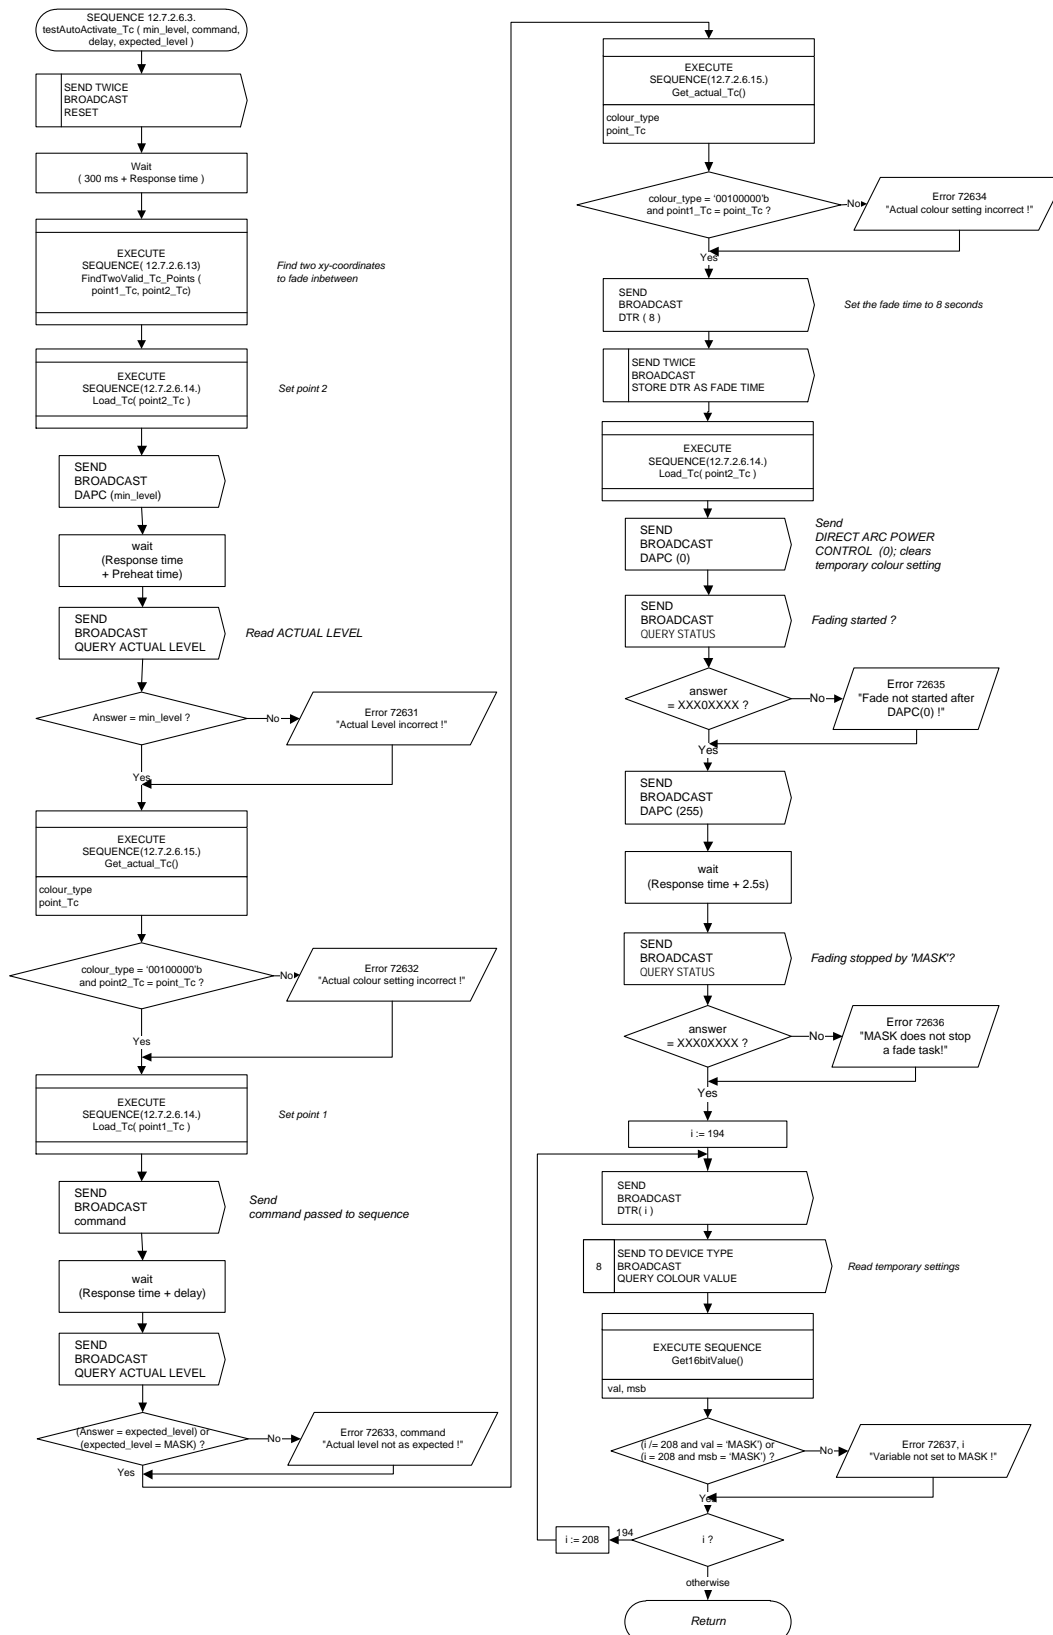 SEQUENCE 12.7.2.6.3.
testAutoActivate_Tc ( min_level, command,
delay, expected_level )
SEND TWICE
BROADCAST
RESET
Wait
( 300 ms + Response time )
EXECUTE
SEQUENCE( 12.7.2.6.13)
FindTwoValid_Tc_Points (
point1_Tc, point2_Tc)
Find two xy-coordinates
to fade inbetween
EXECUTE
SEQUENCE(12.7.2.6.14.)
Load_Tc( point2_Tc )
Set point 2
SEND
BROADCAST
DAPC (min_level)
wait
(Response time
+ Preheat time)
SEND
BROADCAST
QUERY ACTUAL LEVEL
Read ACTUAL LEVEL
Answer = min_level ?
No
Error 72631
"Actual Level incorrect !"
Yes
EXECUTE
SEQUENCE(12.7.2.6.15.)
Get_actual_Tc()
colour_type
point_Tc
colour_type = '00100000'b
and point2_Tc = point_Tc ?
No
Error 72632
"Actual colour setting incorrect !"
Yes
EXECUTE
SEQUENCE(12.7.2.6.14.)
Load_Tc( point1_Tc )
Set point 1
SEND
BROADCAST
command
Send
command passed to sequence
wait
(Response time + delay)
SEND
BROADCAST
QUERY ACTUAL LEVEL
(Answer = expected_level) or
(expected_level = MASK) ?
No
Error 72633, command
"Actual level not as expected !"
Yes
EXECUTE
SEQUENCE(12.7.2.6.15.)
Get_actual_Tc()
colour_type
point_Tc
colour_type = '00100000'b
and point1_Tc = point_Tc ?
No
Error 72634
"Actual colour setting incorrect !"
Yes
SEND
BROADCAST
DTR ( 8 )
Set the fade time to 8 seconds
SEND TWICE
BROADCAST
STORE DTR AS FADE TIME
EXECUTE
SEQUENCE(12.7.2.6.14.)
Load_Tc( point2_Tc )
SEND
BROADCAST
DAPC (0)
Send
DIRECT ARC POWER
CONTROL (0); clears
temporary colour setting
SEND
BROADCAST
QUERY STATUS
Fading started ?
answer
= XXX0XXXX ?
No
Error 72635
"Fade not started after
DAPC(0) !"
Yes
SEND
BROADCAST
DAPC (255)
wait
(Response time + 2.5s)
SEND
BROADCAST
QUERY STATUS
Fading stopped by 'MASK'?
answer
= XXX0XXXX ?
No
Error 72636
"MASK does not stop
a fade task!"
Yes
i := 194
SEND
BROADCAST
DTR( i )
8
SEND TO DEVICE TYPE
BROADCAST
QUERY COLOUR VALUE
Read temporary settings
EXECUTE SEQUENCE
Get16bitValue()
val, msb
(i /= 208 and val = 'MASK') or
(i = 208 and msb = 'MASK') ?
No
Error 72637, i
"Variable not set to MASK !"
Yes
i := 208
194
i ?
otherwise
Return